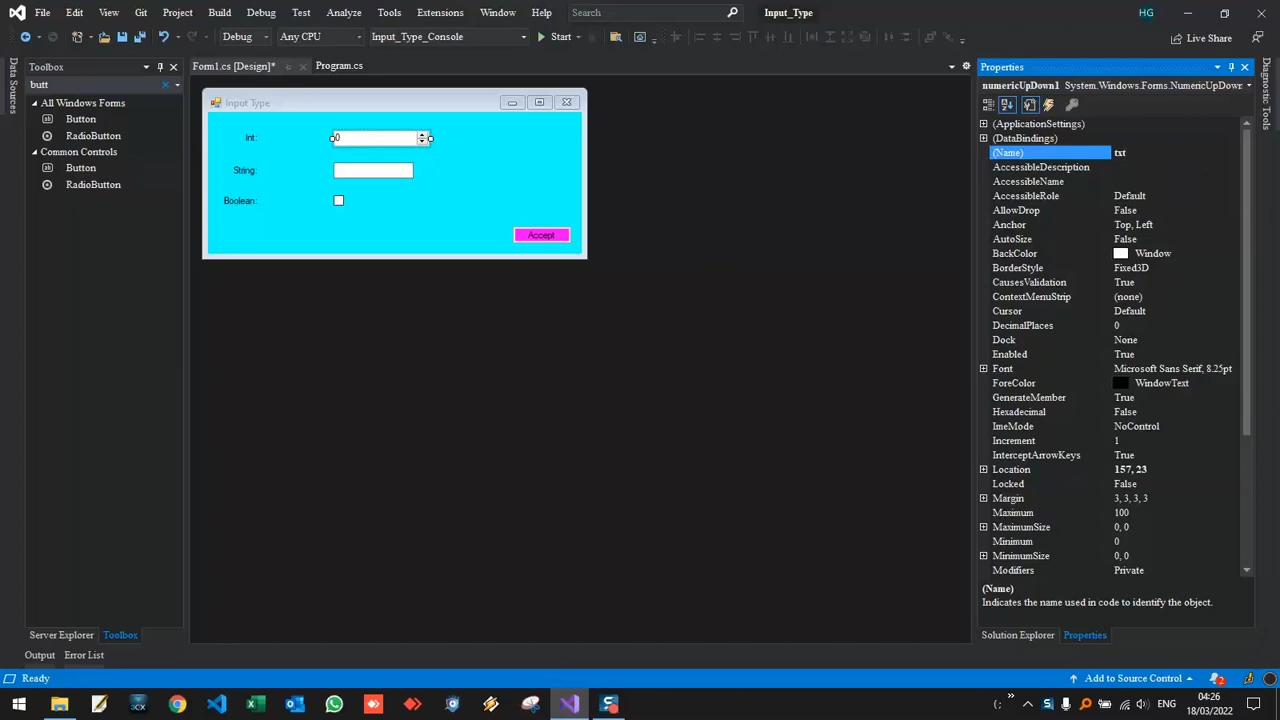 File Edit View Git Project Build Debug Test Analyze Tools Extensions Window Help Search Input_Type HG
Debug Any CPU Input_Type_Console Start Live Share
Data Sources
Toolbox
butt
All Windows Forms
Button
RadioButton
Common Controls
Button
RadioButton
Server Explorer Toolbox
Form1.cs [Design]* Program.cs
Input Type
Int: 0
String:
Boolean:
Accept
Properties
numericUpDown1 System.Windows.Forms.NumericUpDown
(ApplicationSettings)
(DataBindings)
(Name) txt
AccessibleDescription
AccessibleName
AccessibleRole Default
AllowDrop False
Anchor Top, Left
AutoSize False
BackColor Window
BorderStyle Fixed3D
CausesValidation True
ContextMenuStrip (none)
Cursor Default
DecimalPlaces 0
Dock None
Enabled True
Font Microsoft Sans Serif, 8.25pt
ForeColor WindowText
GenerateMember True
Hexadecimal False
ImeMode NoControl
Increment 1
InterceptArrowKeys True
Location 157, 23
Locked False
Margin 3, 3, 3, 3
Maximum 100
MaximumSize 0, 0
Minimum 0
MinimumSize 0, 0
Modifiers Private
(Name)
Indicates the name used in code to identify the object.
Solution Explorer Properties
Diagnostic Tools
Output Error List
Ready Add to Source Control 2
ENG 04:26
18/03/2022